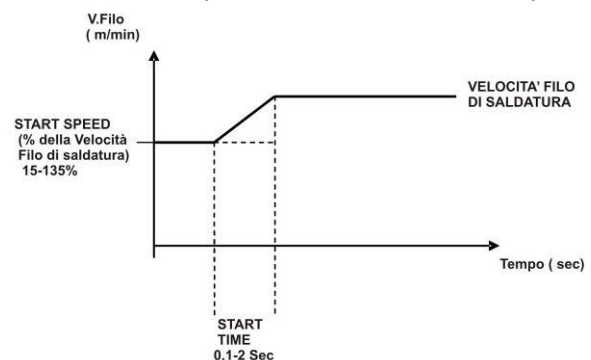 V.Filo
( m/min)
VELOCITA' FILO
DI SALDATURA
START SPEED
(% della Velocità
Filo di saldatura)
15-135%
Tempo ( sec)
START
TIME
0.1-2 Sec